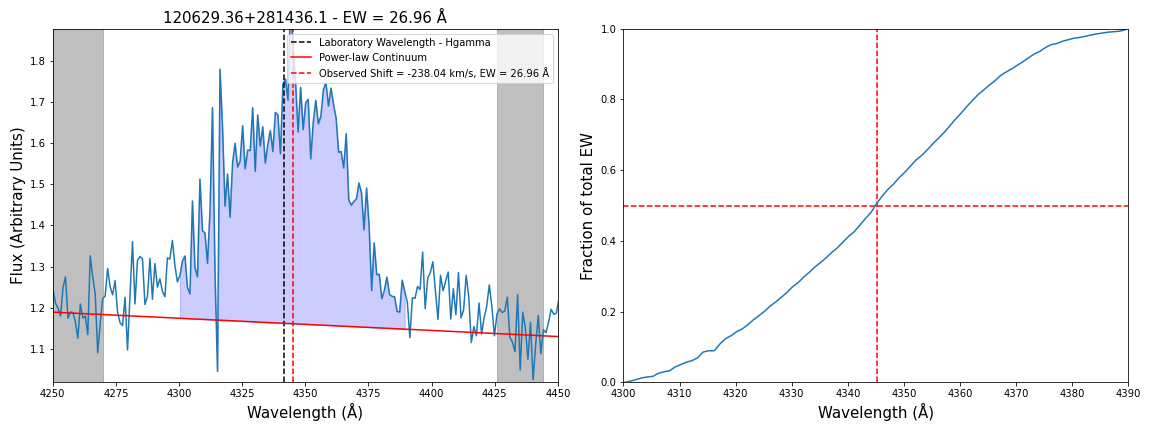 120629.36+281436.1 - EW = 26.96 Å
Laboratory Wavelength - Hgamma
Power-law Continuum
Observed Shift = -238.04 km/s, EW = 26.96 Å
Flux (Arbitrary Units)
1.8
1.7
1.6
1.5
1.4
1.3
1.2
1.1
4250 4275 4300 4325 4350 4375 4400 4425 4450
Wavelength (Å)
Fraction of total EW
1.0
0.8
0.6
0.4
0.2
0.0
4300 4310 4320 4330 4340 4350 4360 4370 4380 4390
Wavelength (Å)